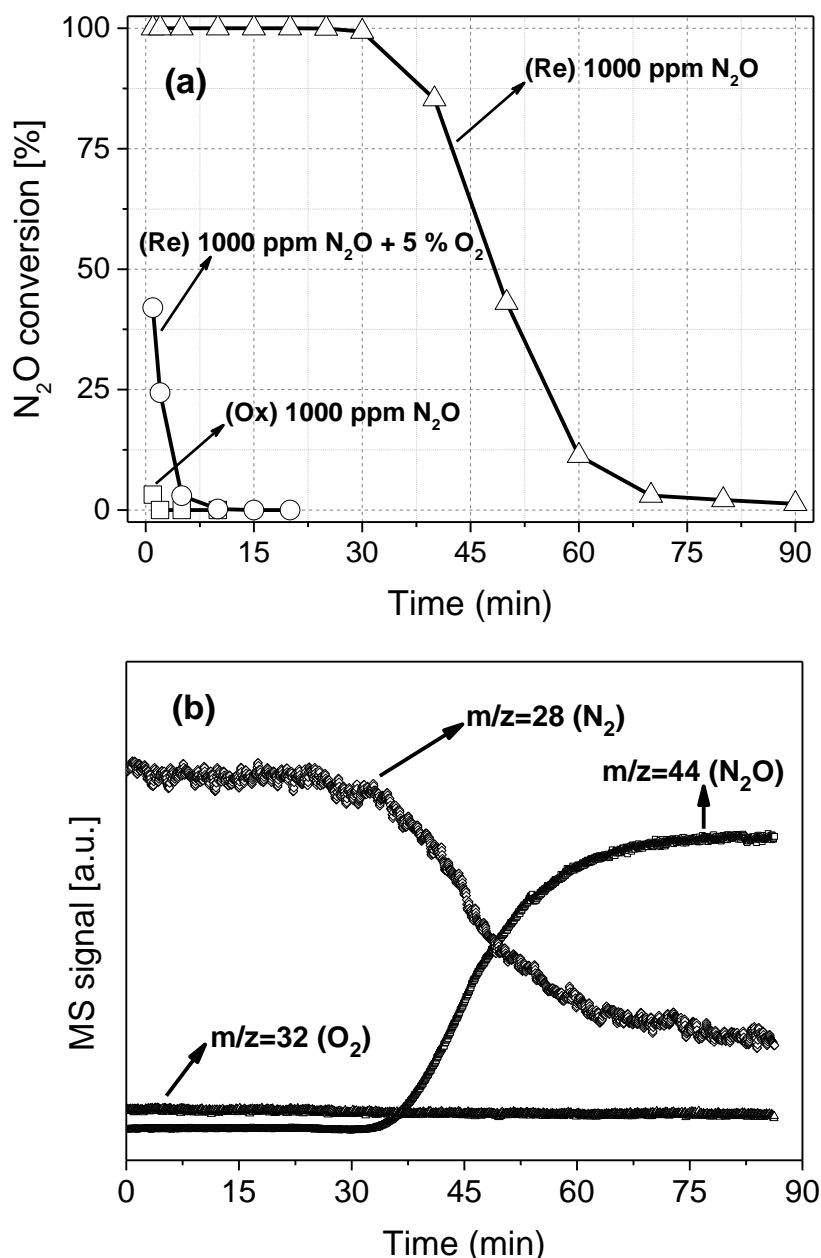 100
(a)
(Re) 1000 ppm N₂O
75
N₂O conversion [%]
(Re) 1000 ppm N₂O + 5 % O₂
50
25
(Ox) 1000 ppm N₂O
0
0 15 30 45 60 75 90
Time (min)
(b)
m/z=28 (N₂)
m/z=44 (N₂O)
MS signal [a.u.]
m/z=32 (O₂)
0 15 30 45 60 75 90
Time (min)